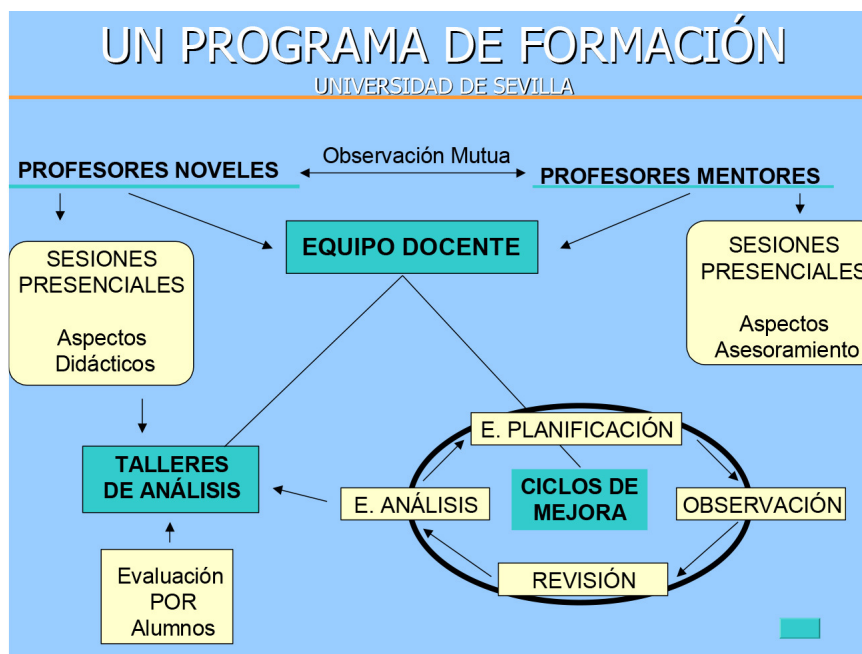 UN PROGRAMA DE FORMACIÓN
UNIVERSIDAD DE SEVILLA
PROFESORES NOVELES
Observación Mutua
PROFESORES MENTORES
EQUIPO DOCENTE
SESIONES
PRESENCIALES
Aspectos
Didácticos
SESIONES
PRESENCIALES
Aspectos
Asesoramiento
TALLERES
DE ANÁLISIS
E. PLANIFICACIÓN
E. ANÁLISIS
CICLOS DE
MEJORA
OBSERVACIÓN
REVISIÓN
Evaluación
POR
Alumnos